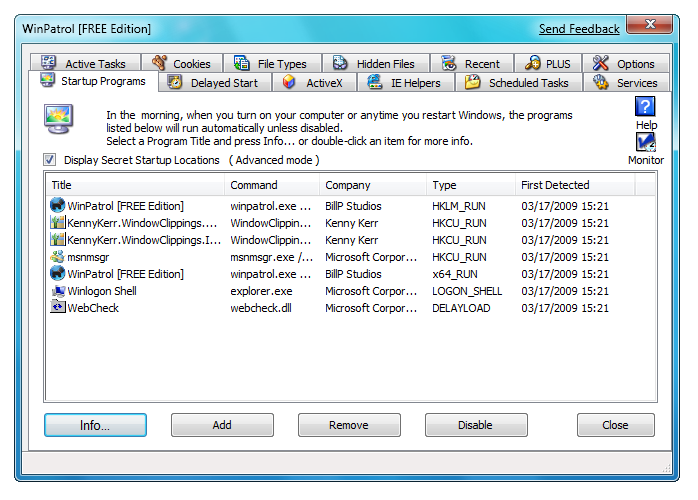 WinPatrol [FREE Edition]
Send Feedback
Active Tasks
Cookies
File Types
Hidden Files
Recent
PLUS
Options
Startup Programs
Delayed Start
ActiveX
IE Helpers
Scheduled Tasks
Services
In the morning, when you turn on your computer or anytime you restart Windows, the programs
listed below will run automatically unless disabled.
Select a Program Title and press Info... or double-click an item for more info.
Help
Monitor
Display Secret Startup Locations ( Advanced mode )
Title Command Company Type First Detected
WinPatrol [FREE Edition] winpatrol.exe ... BillP Studios HKLM_RUN 03/17/2009 15:21
KennyKerr.WindowClippings.... WindowClippin... Kenny Kerr HKCU_RUN 03/17/2009 15:21
KennyKerr.WindowClippings.I... WindowClippin... Kenny Kerr HKCU_RUN 03/17/2009 15:21
msnmsgr msnmsgr.exe /... Microsoft Corpor... HKCU_RUN 03/17/2009 15:21
WinPatrol [FREE Edition] winpatrol.exe ... BillP Studios x64_RUN 03/17/2009 15:21
Winlogon Shell explorer.exe Microsoft Corpor... LOGON_SHELL 03/17/2009 15:21
WebCheck webcheck.dll Microsoft Corpor... DELAYLOAD 03/17/2009 15:21
Info... Add Remove Disable Close